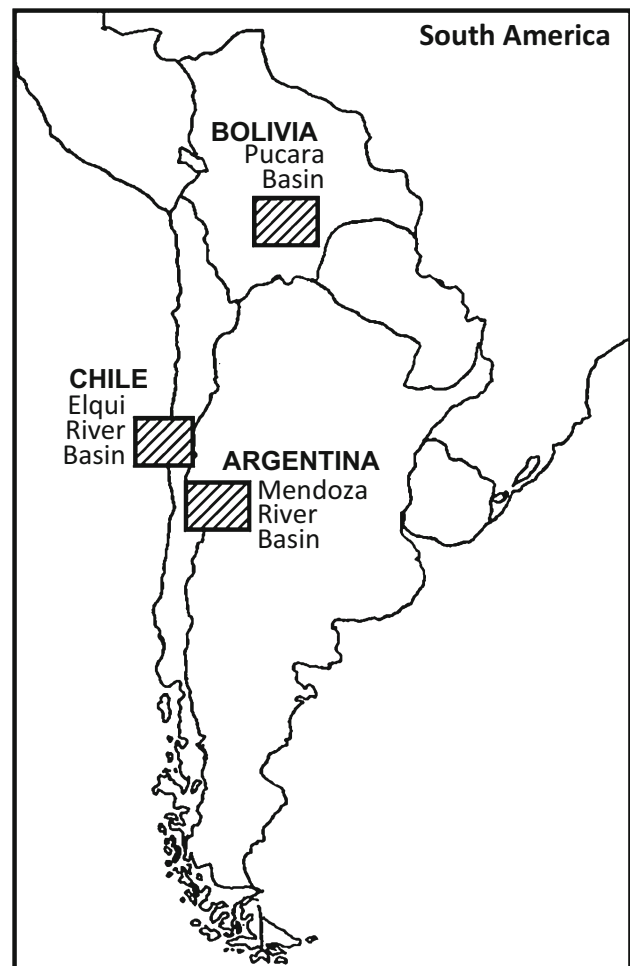 South America
BOLIVIA
Pucara
Basin
CHILE
Elqui
River
Basin
ARGENTINA
Mendoza
River
Basin